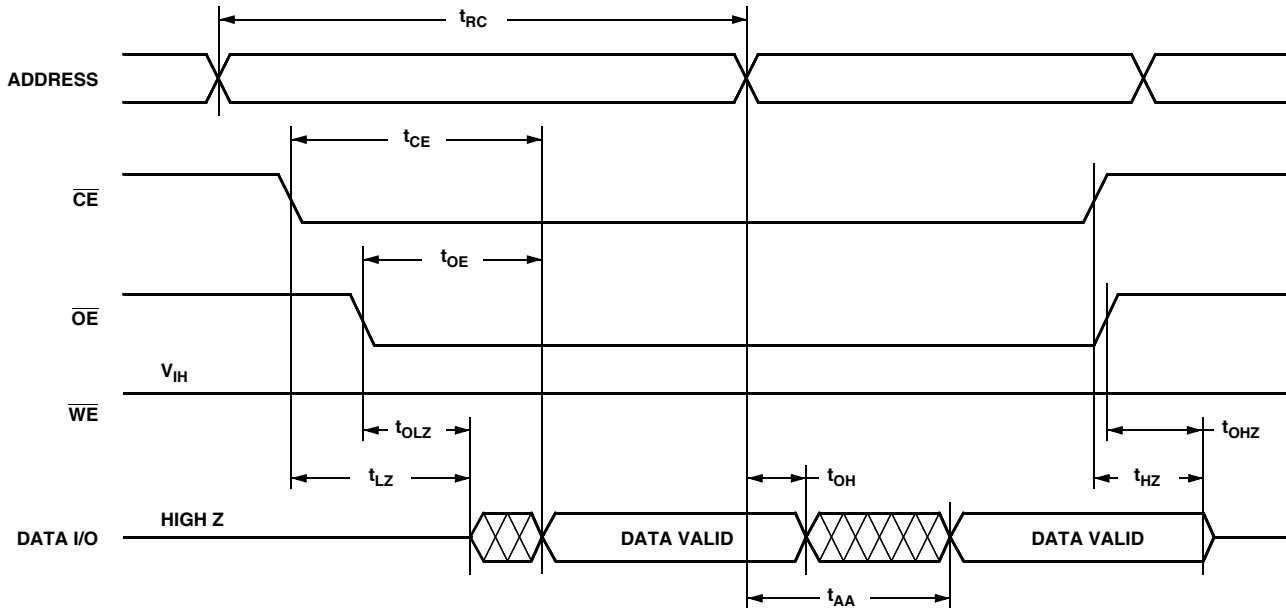 tRC
ADDRESS
tCE
CE
tOE
OE
VIH
WE
tOLZ
tOHZ
tLZ
tOH
tHZ
HIGH Z
DATA I/O
DATA VALID
DATA VALID
tAA